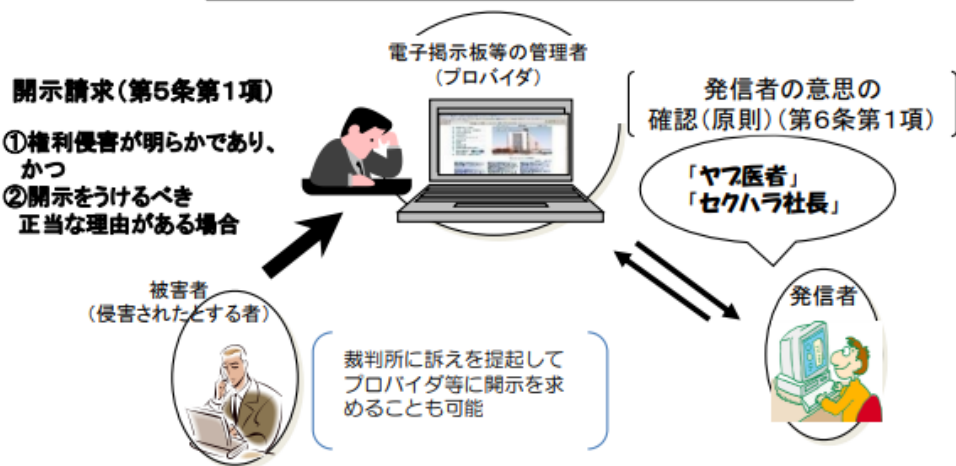 電子掲示板等の管理者
(プロバイダ)
開示請求(第5条第1項)
①権利侵害が明らかであり、
かつ
②開示をうけるべき
正当な理由がある場合
発信者の意思の
確認(原則)(第6条第1項)
「ヤブ医者」
「セクハラ社長」
被害者
(侵害されたとする者)
発信者
裁判所に訴えを提起して
プロバイダ等に開示を求
めることも可能